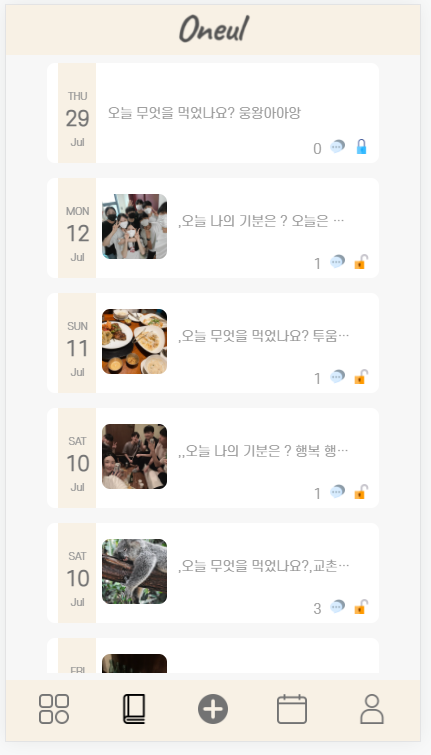 Oneul
THU
29
Jul
오늘 무엇을 먹었나요? 웅왕아아앙
0
MON
12
Jul
,오늘 나의 기분은 ? 오늘은 ...
1
SUN
11
Jul
,오늘 무엇을 먹었나요? 투움...
1
SAT
10
Jul
,,오늘 나의 기분은 ? 행복 행...
1
SAT
10
Jul
,오늘 무엇을 먹었나요?,교촌...
3
FRI